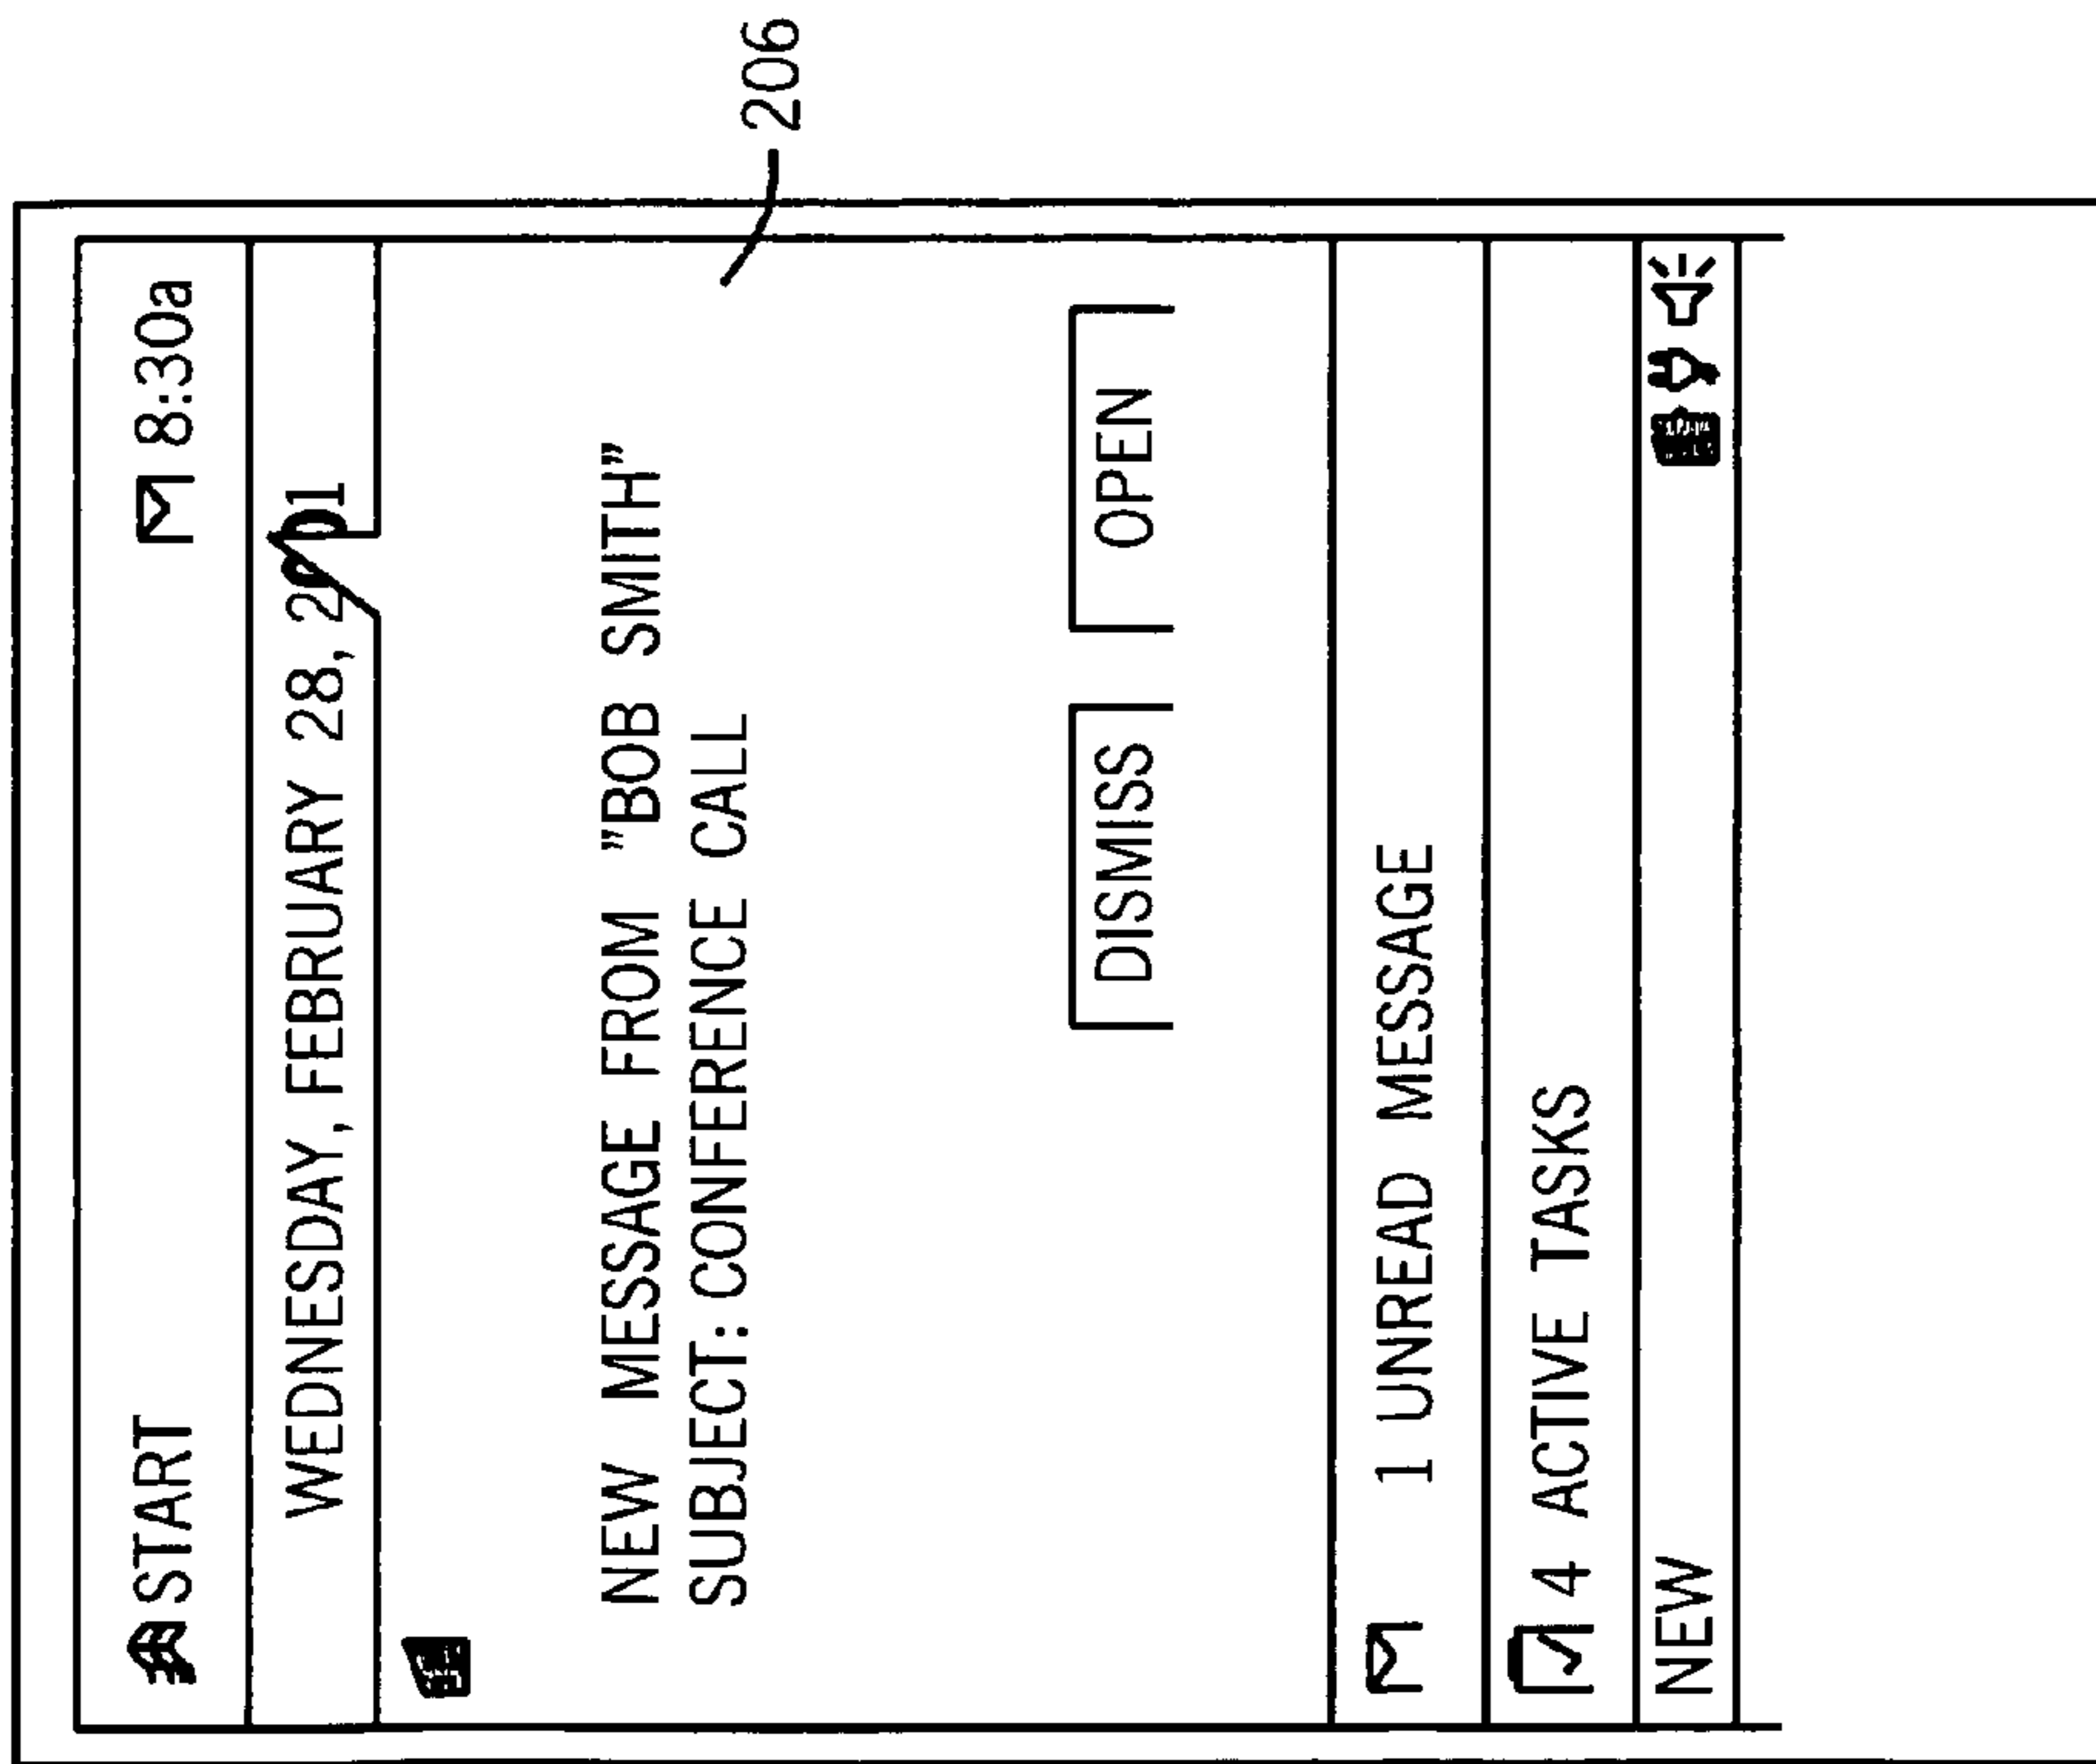 START 8:30a
WEDNESDAY, FEBRUARY 28, 2001
NEW MESSAGE FROM "BOB SMITH"
SUBJECT: CONFERENCE CALL
206
DISMISS OPEN
1 UNREAD MESSAGE
4 ACTIVE TASKS
NEW